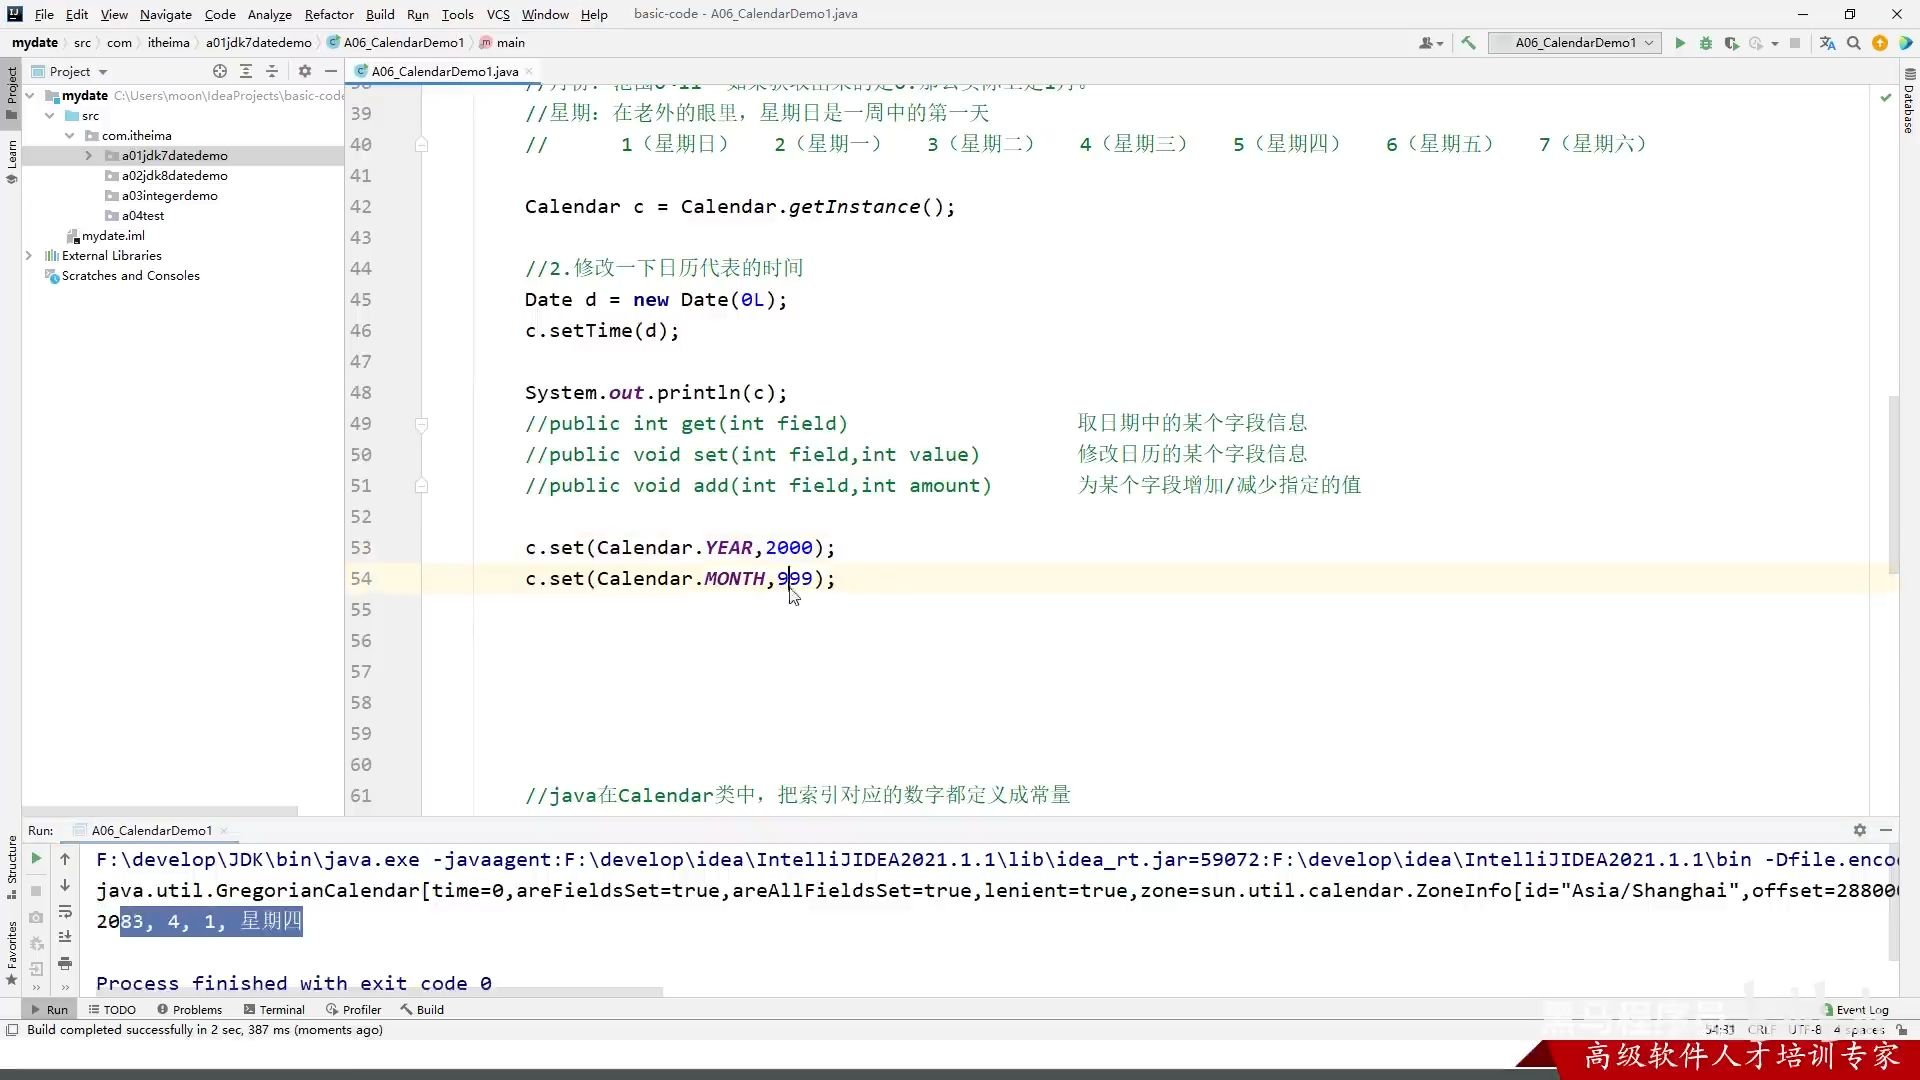 File Edit View Navigate Code Analyze Refactor Build Run Tools VCS Window Help basic-code - A06_CalendarDemo1.java
mydate src com itheima a01jdk7datedemo A06_CalendarDemo1 main A06_CalendarDemo1
Project
A06_CalendarDemo1.java
mydate C:\Users\moon\IdeaProjects\basic-code
src
com.itheima
a01jdk7datedemo
a02jdk8datedemo
a03integerdemo
a04test
mydate.iml
External Libraries
Scratches and Consoles
Project
Learn
Structure
Favorites
Database
39 //星期：在老外的眼里，星期日是一周中的第一天
40 // 1（星期日） 2（星期一） 3（星期二） 4（星期三） 5（星期四） 6（星期五） 7（星期六）
41
42 Calendar c = Calendar.getInstance();
43
44 //2.修改一下日历代表的时间
45 Date d = new Date(0L);
46 c.setTime(d);
47
48 System.out.println(c);
49 //public int get(int field) 取日期中的某个字段信息
50 //public void set(int field,int value) 修改日历的某个字段信息
51 //public void add(int field,int amount) 为某个字段增加/减少指定的值
52
53 c.set(Calendar.YEAR,2000);
54 c.set(Calendar.MONTH,999);
55
56
57
58
59
60
61 //java在Calendar类中，把索引对应的数字都定义成常量
Run: A06_CalendarDemo1
F:\develop\JDK\bin\java.exe -javaagent:F:\develop\idea\IntelliJIDEA2021.1.1\lib\idea_rt.jar=59072:F:\develop\idea\IntelliJIDEA2021.1.1\bin -Dfile.enco
java.util.GregorianCalendar[time=0,areFieldsSet=true,areAllFieldsSet=true,lenient=true,zone=sun.util.calendar.ZoneInfo[id="Asia/Shanghai",offset=28800
2083, 4, 1, 星期四
Process finished with exit code 0
Run TODO Problems Terminal Profiler Build Event Log
Build completed successfully in 2 sec, 387 ms (moments ago) 54:31 CRLF UTF-8 4 spaces
高级软件人才培训专家